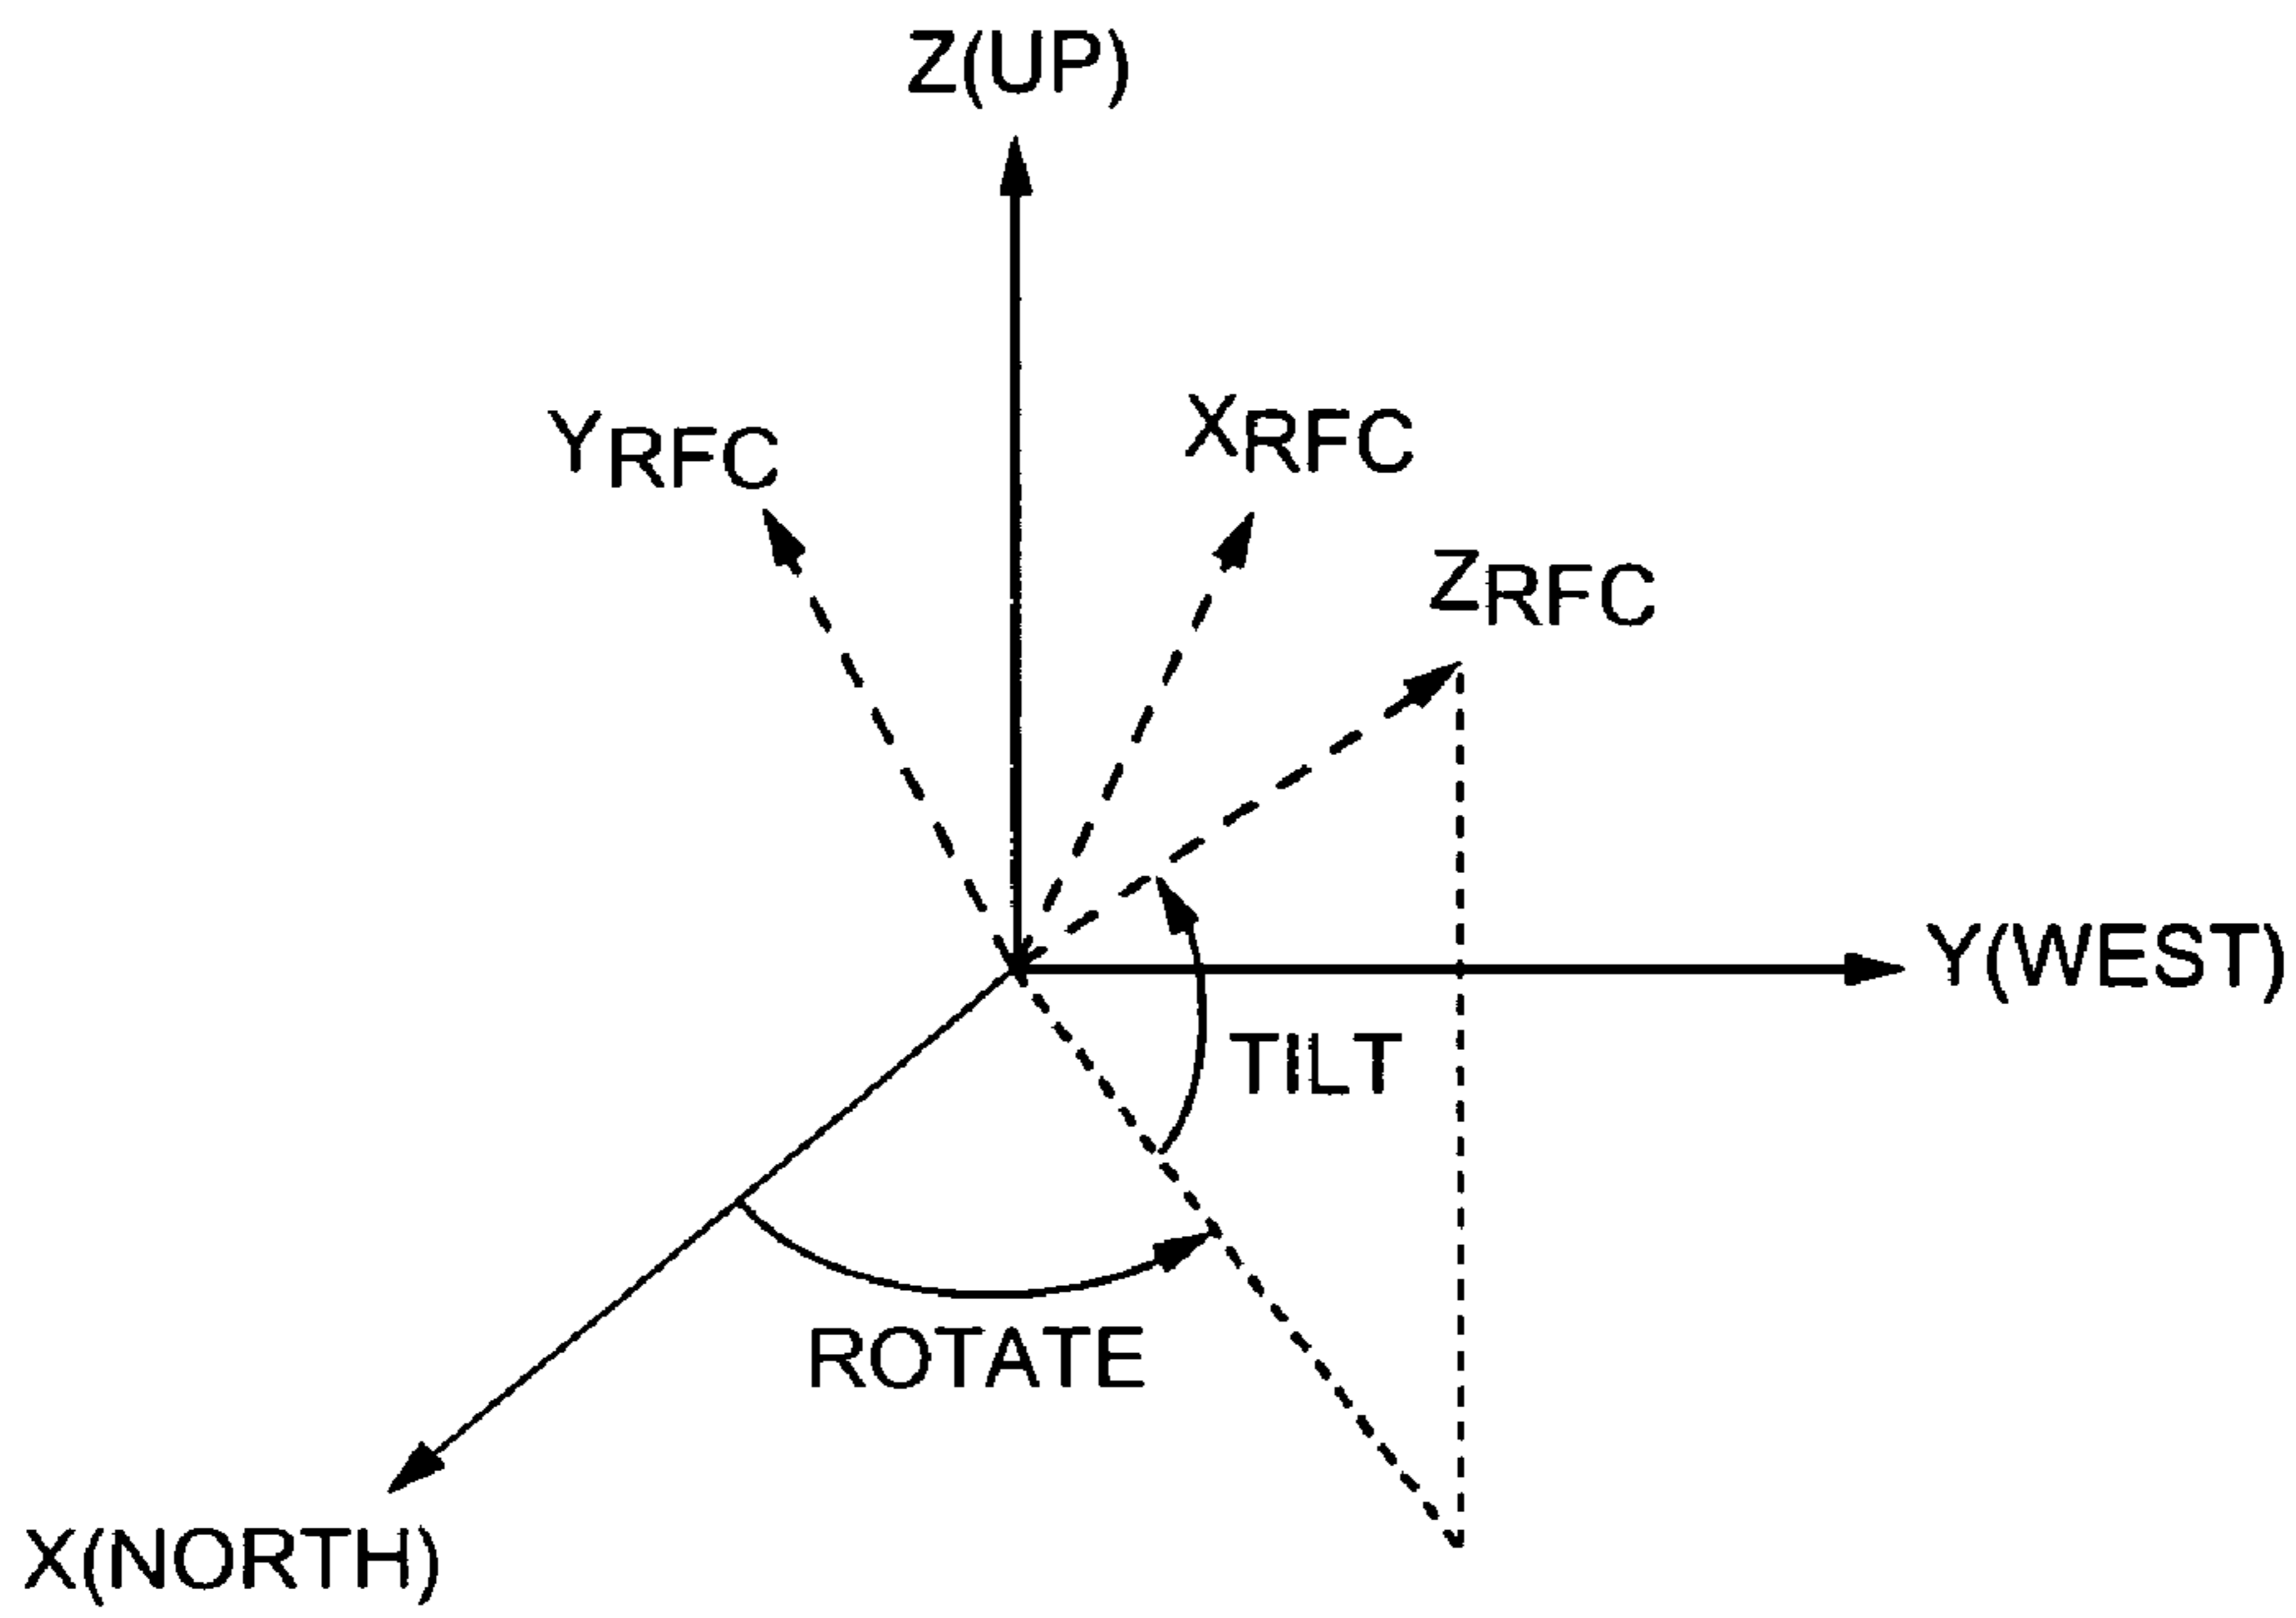 Z(UP)
YRFC
XRFC
ZRFC
Y(WEST)
TILT
ROTATE
X(NORTH)